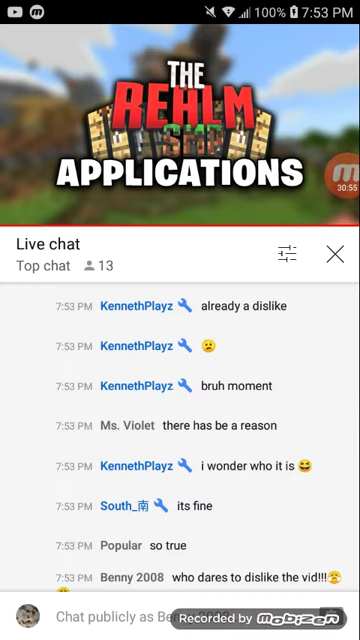 100% 7:53 PM
THE
REALM
SMP
APPLICATIONS
30:55
Live chat
Top chat 13
7:53 PM KennethPlayz already a dislike
7:53 PM KennethPlayz 😦
7:53 PM KennethPlayz bruh moment
7:53 PM Ms. Violet there has be a reason
7:53 PM KennethPlayz i wonder who it is 😆
7:53 PM South_南 its fine
7:53 PM Popular so true
7:53 PM Benny 2008 who dares to dislike the vid!!!😤
Chat publicly as Be
Recorded by Mobizen